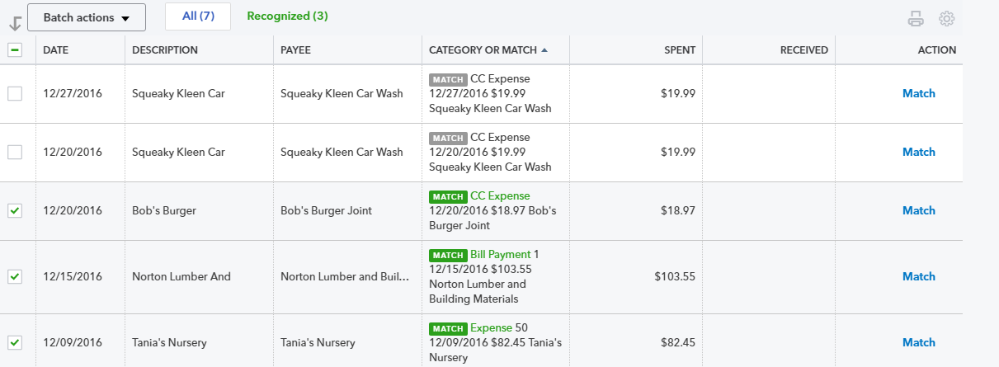 Batch actions All (7) Recognized (3)
DATE DESCRIPTION PAYEE CATEGORY OR MATCH SPENT RECEIVED ACTION
MATCH CC Expense
12/27/2016 Squeaky Kleen Car Squeaky Kleen Car Wash 12/27/2016 $19.99 $19.99 Match
Squeaky Kleen Car Wash
MATCH CC Expense
12/20/2016 Squeaky Kleen Car Squeaky Kleen Car Wash 12/20/2016 $19.99 $19.99 Match
Squeaky Kleen Car Wash
MATCH CC Expense
12/20/2016 Bob's Burger Bob's Burger Joint 12/20/2016 $18.97 Bob's $18.97 Match
Burger Joint
MATCH Bill Payment 1
12/15/2016 $103.55
12/15/2016 Norton Lumber And Norton Lumber and Buil... $103.55 Match
Norton Lumber and
Building Materials
MATCH Expense 50
12/09/2016 Tania's Nursery Tania's Nursery 12/09/2016 $82.45 Tania's $82.45 Match
Nursery